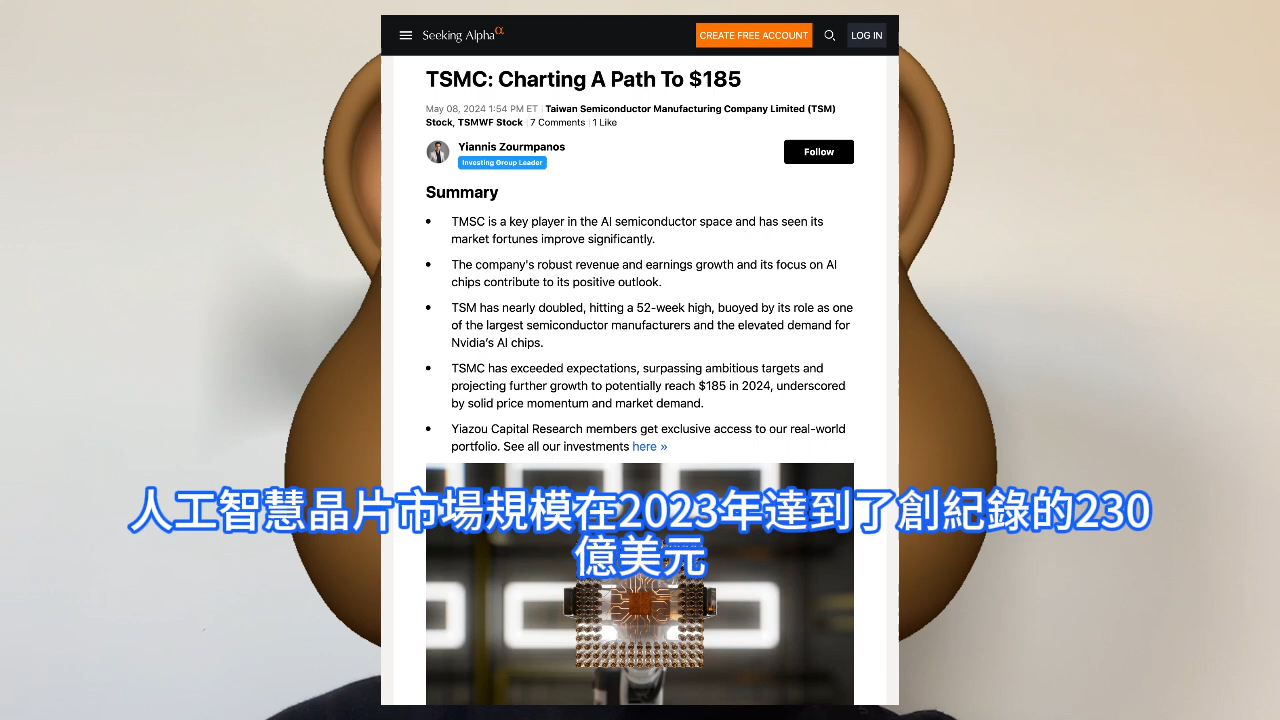 Seeking Alphaα
CREATE FREE ACCOUNT
LOG IN
TSMC: Charting A Path To $185
May 08, 2024 1:54 PM ET | Taiwan Semiconductor Manufacturing Company Limited (TSM)
Stock, TSMWF Stock | 7 Comments | 1 Like
Yiannis Zourmpanos
Investing Group Leader
Follow
Summary
• TMSC is a key player in the AI semiconductor space and has seen its
market fortunes improve significantly.
• The company's robust revenue and earnings growth and its focus on AI
chips contribute to its positive outlook.
• TSM has nearly doubled, hitting a 52-week high, buoyed by its role as one
of the largest semiconductor manufacturers and the elevated demand for
Nvidia’s AI chips.
• TSMC has exceeded expectations, surpassing ambitious targets and
projecting further growth to potentially reach $185 in 2024, underscored
by solid price momentum and market demand.
• Yiazou Capital Research members get exclusive access to our real-world
portfolio. See all our investments here »
人工智慧晶片市場規模在2023年達到了創紀錄的230
億美元